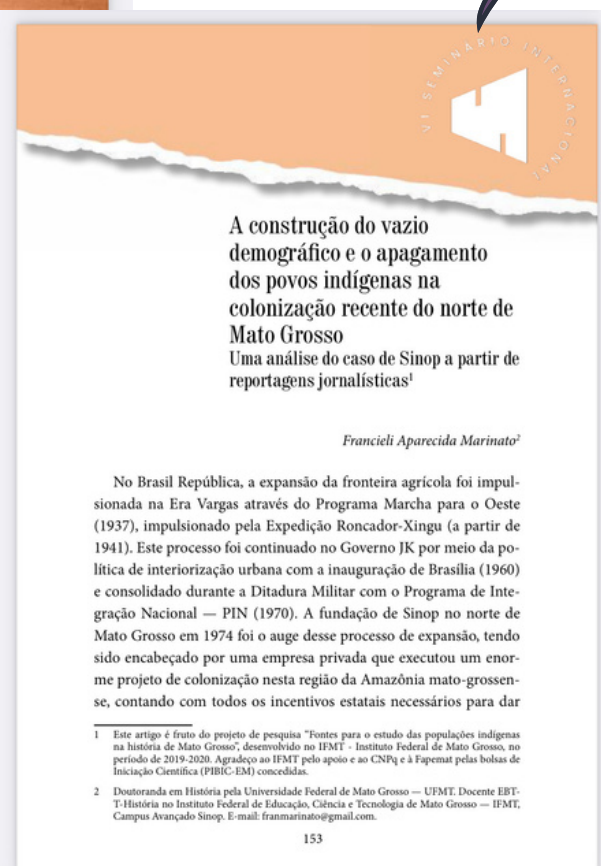 VI SEMINÁRIO INTERNACIONAL
A construção do vazio
demográfico e o apagamento
dos povos indígenas na
colonização recente do norte de
Mato Grosso
Uma análise do caso de Sinop a partir de
reportagens jornalísticas¹
Francieli Aparecida Marinato²
No Brasil República, a expansão da fronteira agrícola foi impul-
sionada na Era Vargas através do Programa Marcha para o Oeste
(1937), impulsionado pela Expedição Roncador-Xingu (a partir de
1941). Este processo foi continuado no Governo JK por meio da po-
lítica de interiorização urbana com a inauguração de Brasília (1960)
e consolidado durante a Ditadura Militar com o Programa de Inte-
gração Nacional — PIN (1970). A fundação de Sinop no norte de
Mato Grosso em 1974 foi o auge desse processo de expansão, tendo
sido encabeçado por uma empresa privada que executou um enor-
me projeto de colonização nesta região da Amazônia mato-grossen-
se, contando com todos os incentivos estatais necessários para dar
1 Este artigo é fruto do projeto de pesquisa "Fontes para o estudo das populações indígenas
na história de Mato Grosso", desenvolvido no IFMT - Instituto Federal de Mato Grosso, no
período de 2019-2020. Agradeço ao IFMT pelo apoio e ao CNPq e à Fapemat pelas bolsas de
Iniciação Científica (PIBIC-EM) concedidas.
2 Doutoranda em História pela Universidade Federal de Mato Grosso — UFMT. Docente EBT-
T-História no Instituto Federal de Educação, Ciência e Tecnologia de Mato Grosso — IFMT,
Campus Avançado Sinop. E-mail: franmarinato@gmail.com.
153